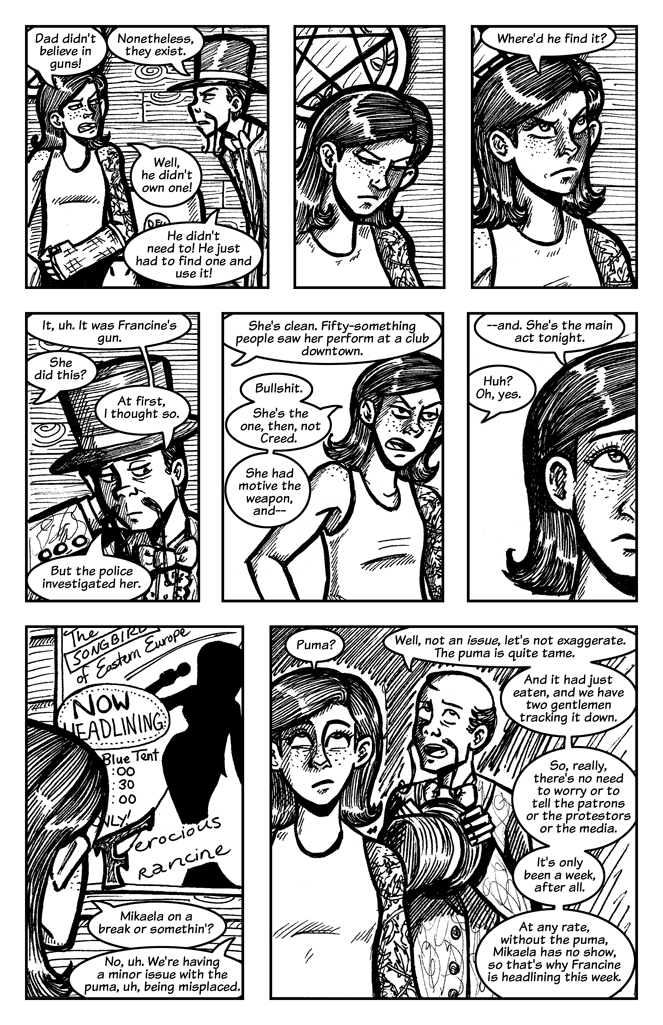 Dad didn't
believe in
guns!
Nonetheless,
they exist.
Well,
he didn't
own one!
He didn't
need to! He just
had to find one and
use it!
Where'd he find it?
It, uh. It was Francine's
gun.
She
did this?
At first,
I thought so.
But the police
investigated her.
She's clean. Fifty-something
people saw her perform at a club
downtown.
Bullshit.
She's the
one, then, not
Creed.
She had
motive the
weapon,
and--
--and. She's the main
act tonight.
Huh?
Oh, yes.
The
SONGBIRD
of Eastern Europe
NOW
HEADLINING
Blue Tent
:00
:30
:00
NLY!
Ferocious
Francine
Mikaela on a
break or somethin'?
No, uh. We're having
a minor issue with the
puma, uh, being misplaced.
Puma?
Well, not an issue, let's not exaggerate.
The puma is quite tame.
And it had just
eaten, and we have
two gentlemen
tracking it down.
So, really,
there's no need
to worry or to
tell the patrons
or the protestors
or the media.
It's only
been a week,
after all.
At any rate,
without the puma,
Mikaela has no show,
so that's why Francine
is headlining this week.